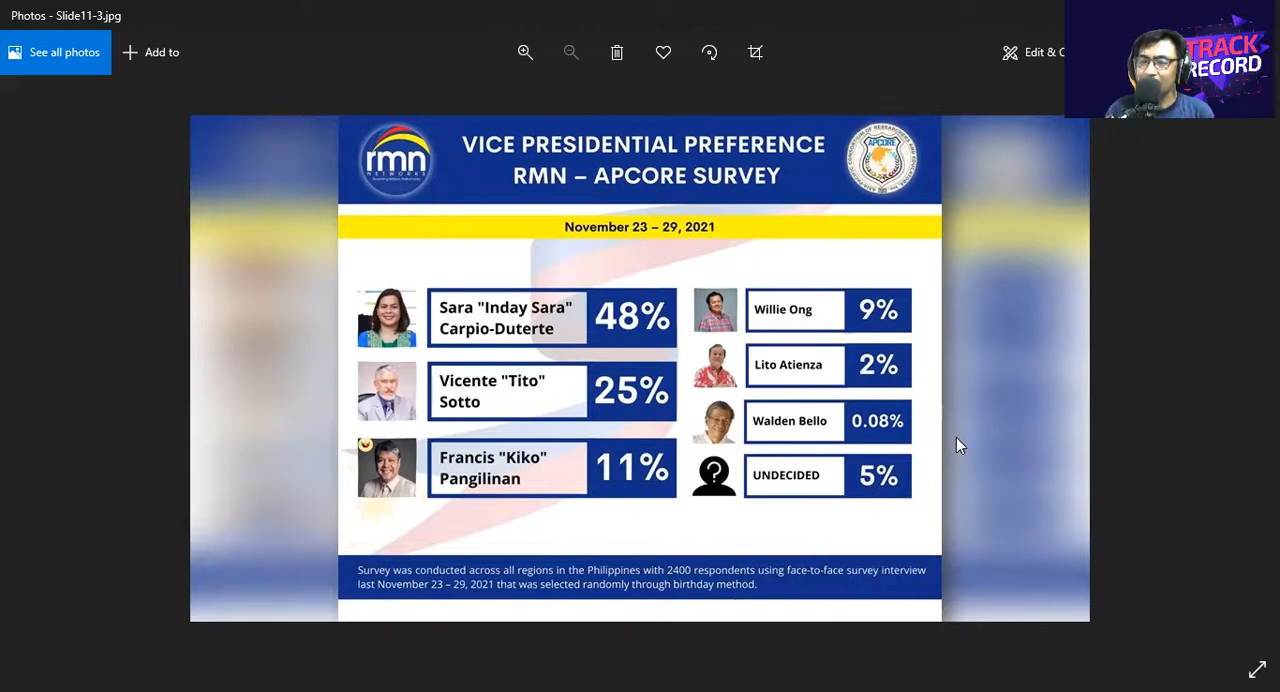 Photos - Slide11-3.jpg
See all photos
Add to
Edit & C
TRACK
RECORD
rmn
NETWORKS
APCORE
VICE PRESIDENTIAL PREFERENCE
RMN – APCORE SURVEY
November 23 – 29, 2021
Sara "Inday Sara"
Carpio-Duterte
48%
Vicente "Tito"
Sotto
25%
Francis "Kiko"
Pangilinan
11%
Willie Ong
9%
Lito Atienza
2%
Walden Bello
0.08%
?
UNDECIDED
5%
Survey was conducted across all regions in the Philippines with 2400 respondents using face-to-face survey interview
last November 23 – 29, 2021 that was selected randomly through birthday method.